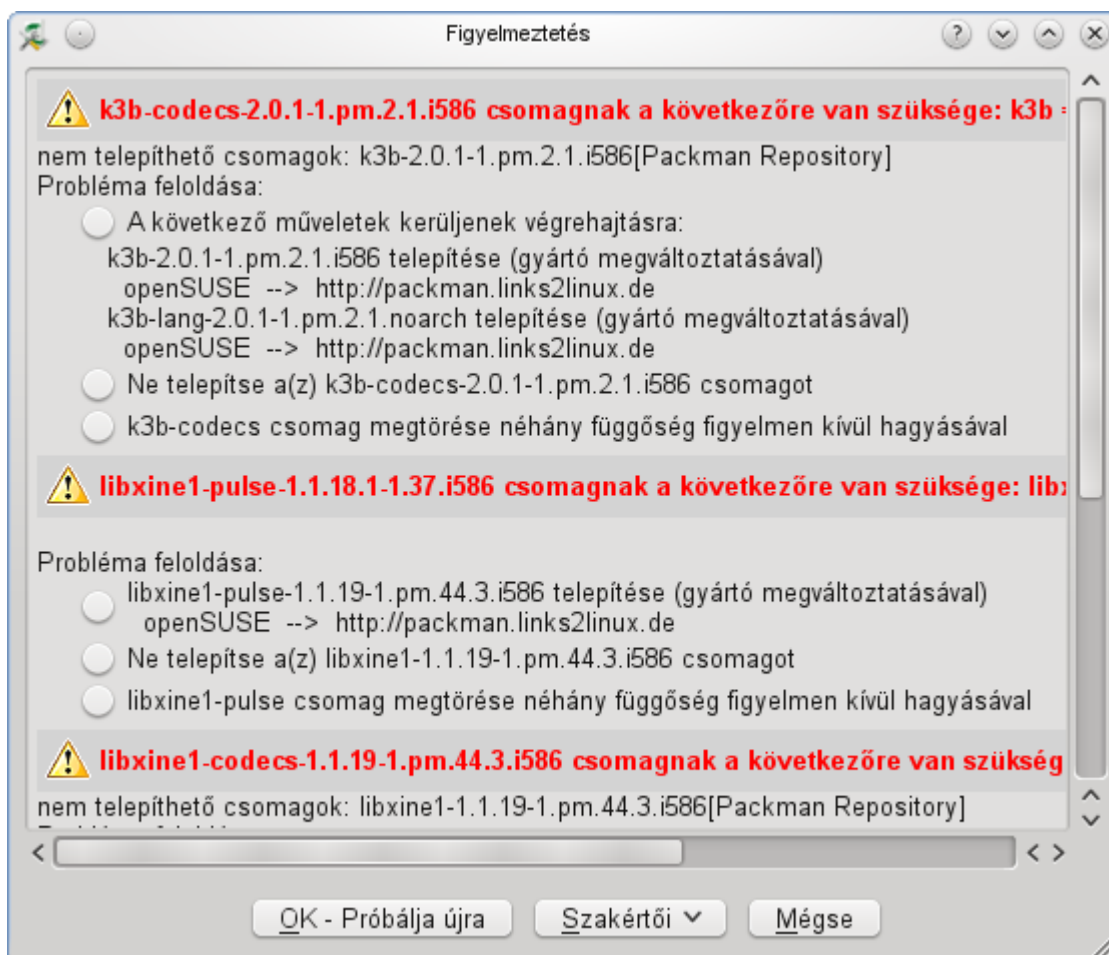 Figyelmeztetés
k3b-codecs-2.0.1-1.pm.2.1.i586 csomagnak a következőre van szüksége: k3b =
nem telepíthető csomagok: k3b-2.0.1-1.pm.2.1.i586[Packman Repository]
Probléma feloldása:
A következő műveletek kerüljenek végrehajtásra:
k3b-2.0.1-1.pm.2.1.i586 telepítése (gyártó megváltoztatásával)
openSUSE --> http://packman.links2linux.de
k3b-lang-2.0.1-1.pm.2.1.noarch telepítése (gyártó megváltoztatásával)
openSUSE --> http://packman.links2linux.de
Ne telepítse a(z) k3b-codecs-2.0.1-1.pm.2.1.i586 csomagot
k3b-codecs csomag megtörése néhány függőség figyelmen kívül hagyásával
libxine1-pulse-1.1.18.1-1.37.i586 csomagnak a következőre van szüksége:
Probléma feloldása:
libxine1-pulse-1.1.19-1.pm.44.3.i586 telepítése (gyártó megváltoztatásával)
openSUSE --> http://packman.links2linux.de
Ne telepítse a(z) libxine1-1.1.19-1.pm.44.3.i586 csomagot
libxine1-pulse csomag megtörése néhány függőség figyelmen kívül hagyásával
libxine1-codecs-1.1.19-1.pm.44.3.i586 csomagnak a következőre van szükség
nem telepíthető csomagok: libxine1-1.1.19-1.pm.44.3.i586[Packman Repository]
OK - Próbálja újra
Szakértői
Mégse